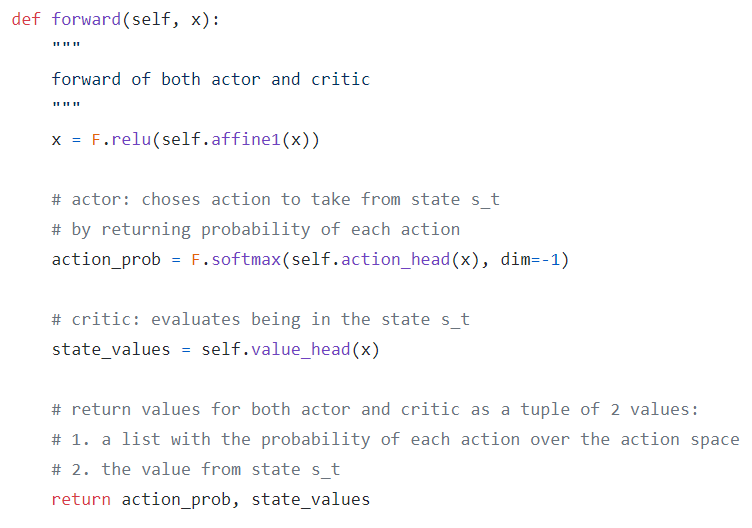 def forward(self, x):
    """
    forward of both actor and critic
    """
    x = F.relu(self.affine1(x))

    # actor: choses action to take from state s_t
    # by returning probability of each action
    action_prob = F.softmax(self.action_head(x), dim=-1)

    # critic: evaluates being in the state s_t
    state_values = self.value_head(x)

    # return values for both actor and critic as a tuple of 2 values:
    # 1. a list with the probability of each action over the action space
    # 2. the value from state s_t
    return action_prob, state_values